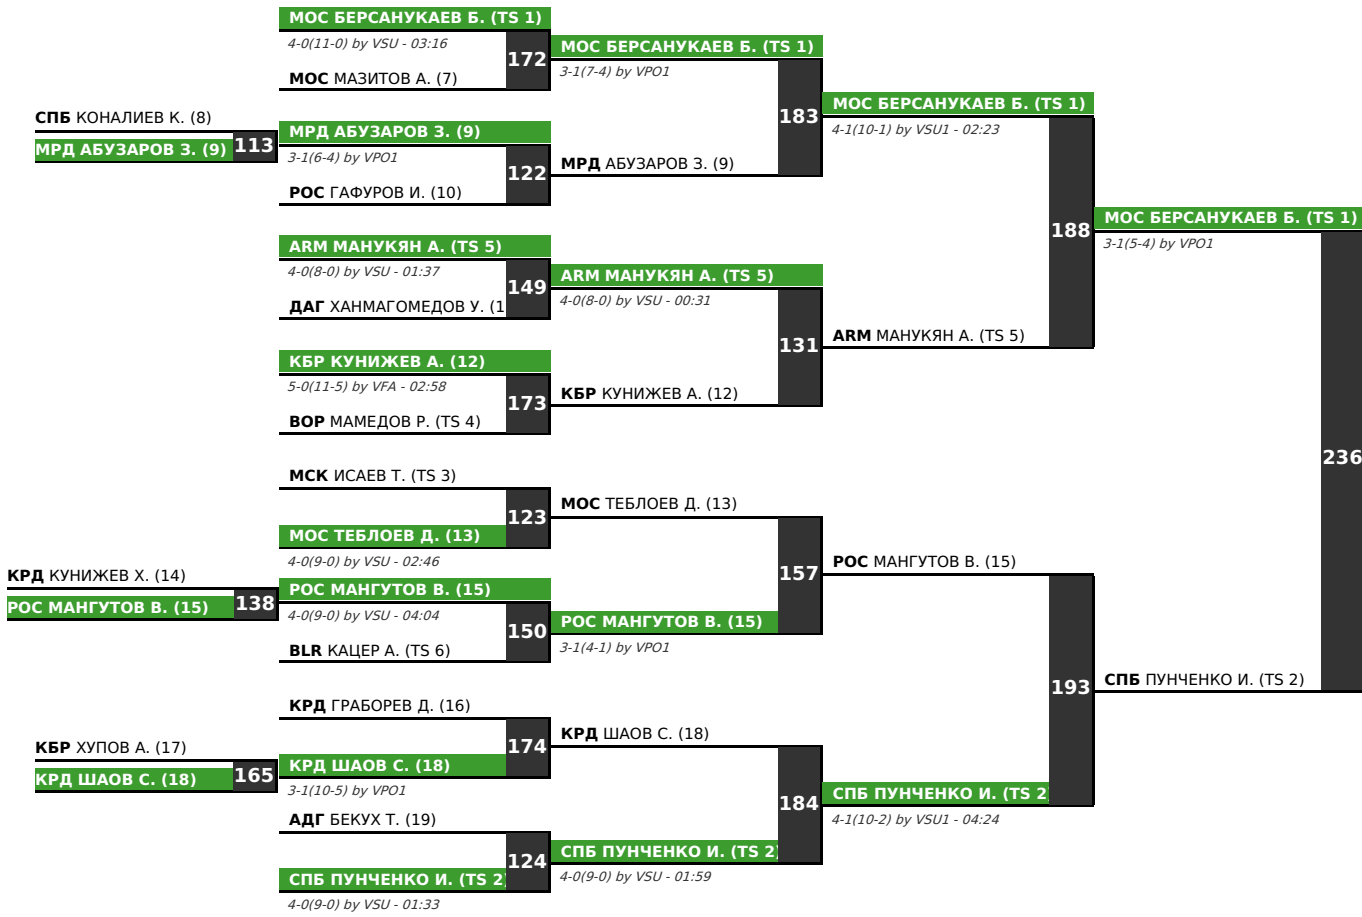 МОС БЕРСАНУКАЕВ Б. (TS 1)
4-0(11-0) by VSU - 03:16
МОС МАЗИТОВ А. (7)
172
СПБ КОНАЛИЕВ К. (8)
МРД АБУЗАРОВ З. (9)
113
МРД АБУЗАРОВ З. (9)
3-1(6-4) by VPO1
РОС ГАФУРОВ И. (10)
122
ARM МАНУКЯН А. (TS 5)
4-0(8-0) by VSU - 01:37
ДАГ ХАНМАГОМЕДОВ У. (1
149
КБР КУНИЖЕВ А. (12)
5-0(11-5) by VFA - 02:58
ВОР МАМЕДОВ Р. (TS 4)
173
МСК ИСАЕВ Т. (TS 3)
МОС ТЕБЛОЕВ Д. (13)
4-0(9-0) by VSU - 02:46
123
КРД КУНИЖЕВ Х. (14)
РОС МАНГУТОВ В. (15)
138
РОС МАНГУТОВ В. (15)
4-0(9-0) by VSU - 04:04
BLR КАЦЕР А. (TS 6)
150
КРД ГРАБОРЕВ Д. (16)
КБР ХУПОВ А. (17)
КРД ШАОВ С. (18)
165
КРД ШАОВ С. (18)
3-1(10-5) by VPO1
174
АДГ БЕКУХ Т. (19)
СПБ ПУНЧЕНКО И. (TS 2)
4-0(9-0) by VSU - 01:33
124
МОС БЕРСАНУКАЕВ Б. (TS 1)
3-1(7-4) by VPO1
МРД АБУЗАРОВ З. (9)
183
ARM МАНУКЯН А. (TS 5)
4-0(8-0) by VSU - 00:31
КБР КУНИЖЕВ А. (12)
131
МОС ТЕБЛОЕВ Д. (13)
РОС МАНГУТОВ В. (15)
3-1(4-1) by VPO1
157
КРД ШАОВ С. (18)
СПБ ПУНЧЕНКО И. (TS 2)
4-0(9-0) by VSU - 01:59
184
МОС БЕРСАНУКАЕВ Б. (TS 1)
4-1(10-1) by VSU1 - 02:23
ARM МАНУКЯН А. (TS 5)
188
РОС МАНГУТОВ В. (15)
СПБ ПУНЧЕНКО И. (TS 2
4-1(10-2) by VSU1 - 04:24
193
МОС БЕРСАНУКАЕВ Б. (TS 1)
3-1(5-4) by VPO1
СПБ ПУНЧЕНКО И. (TS 2)
236